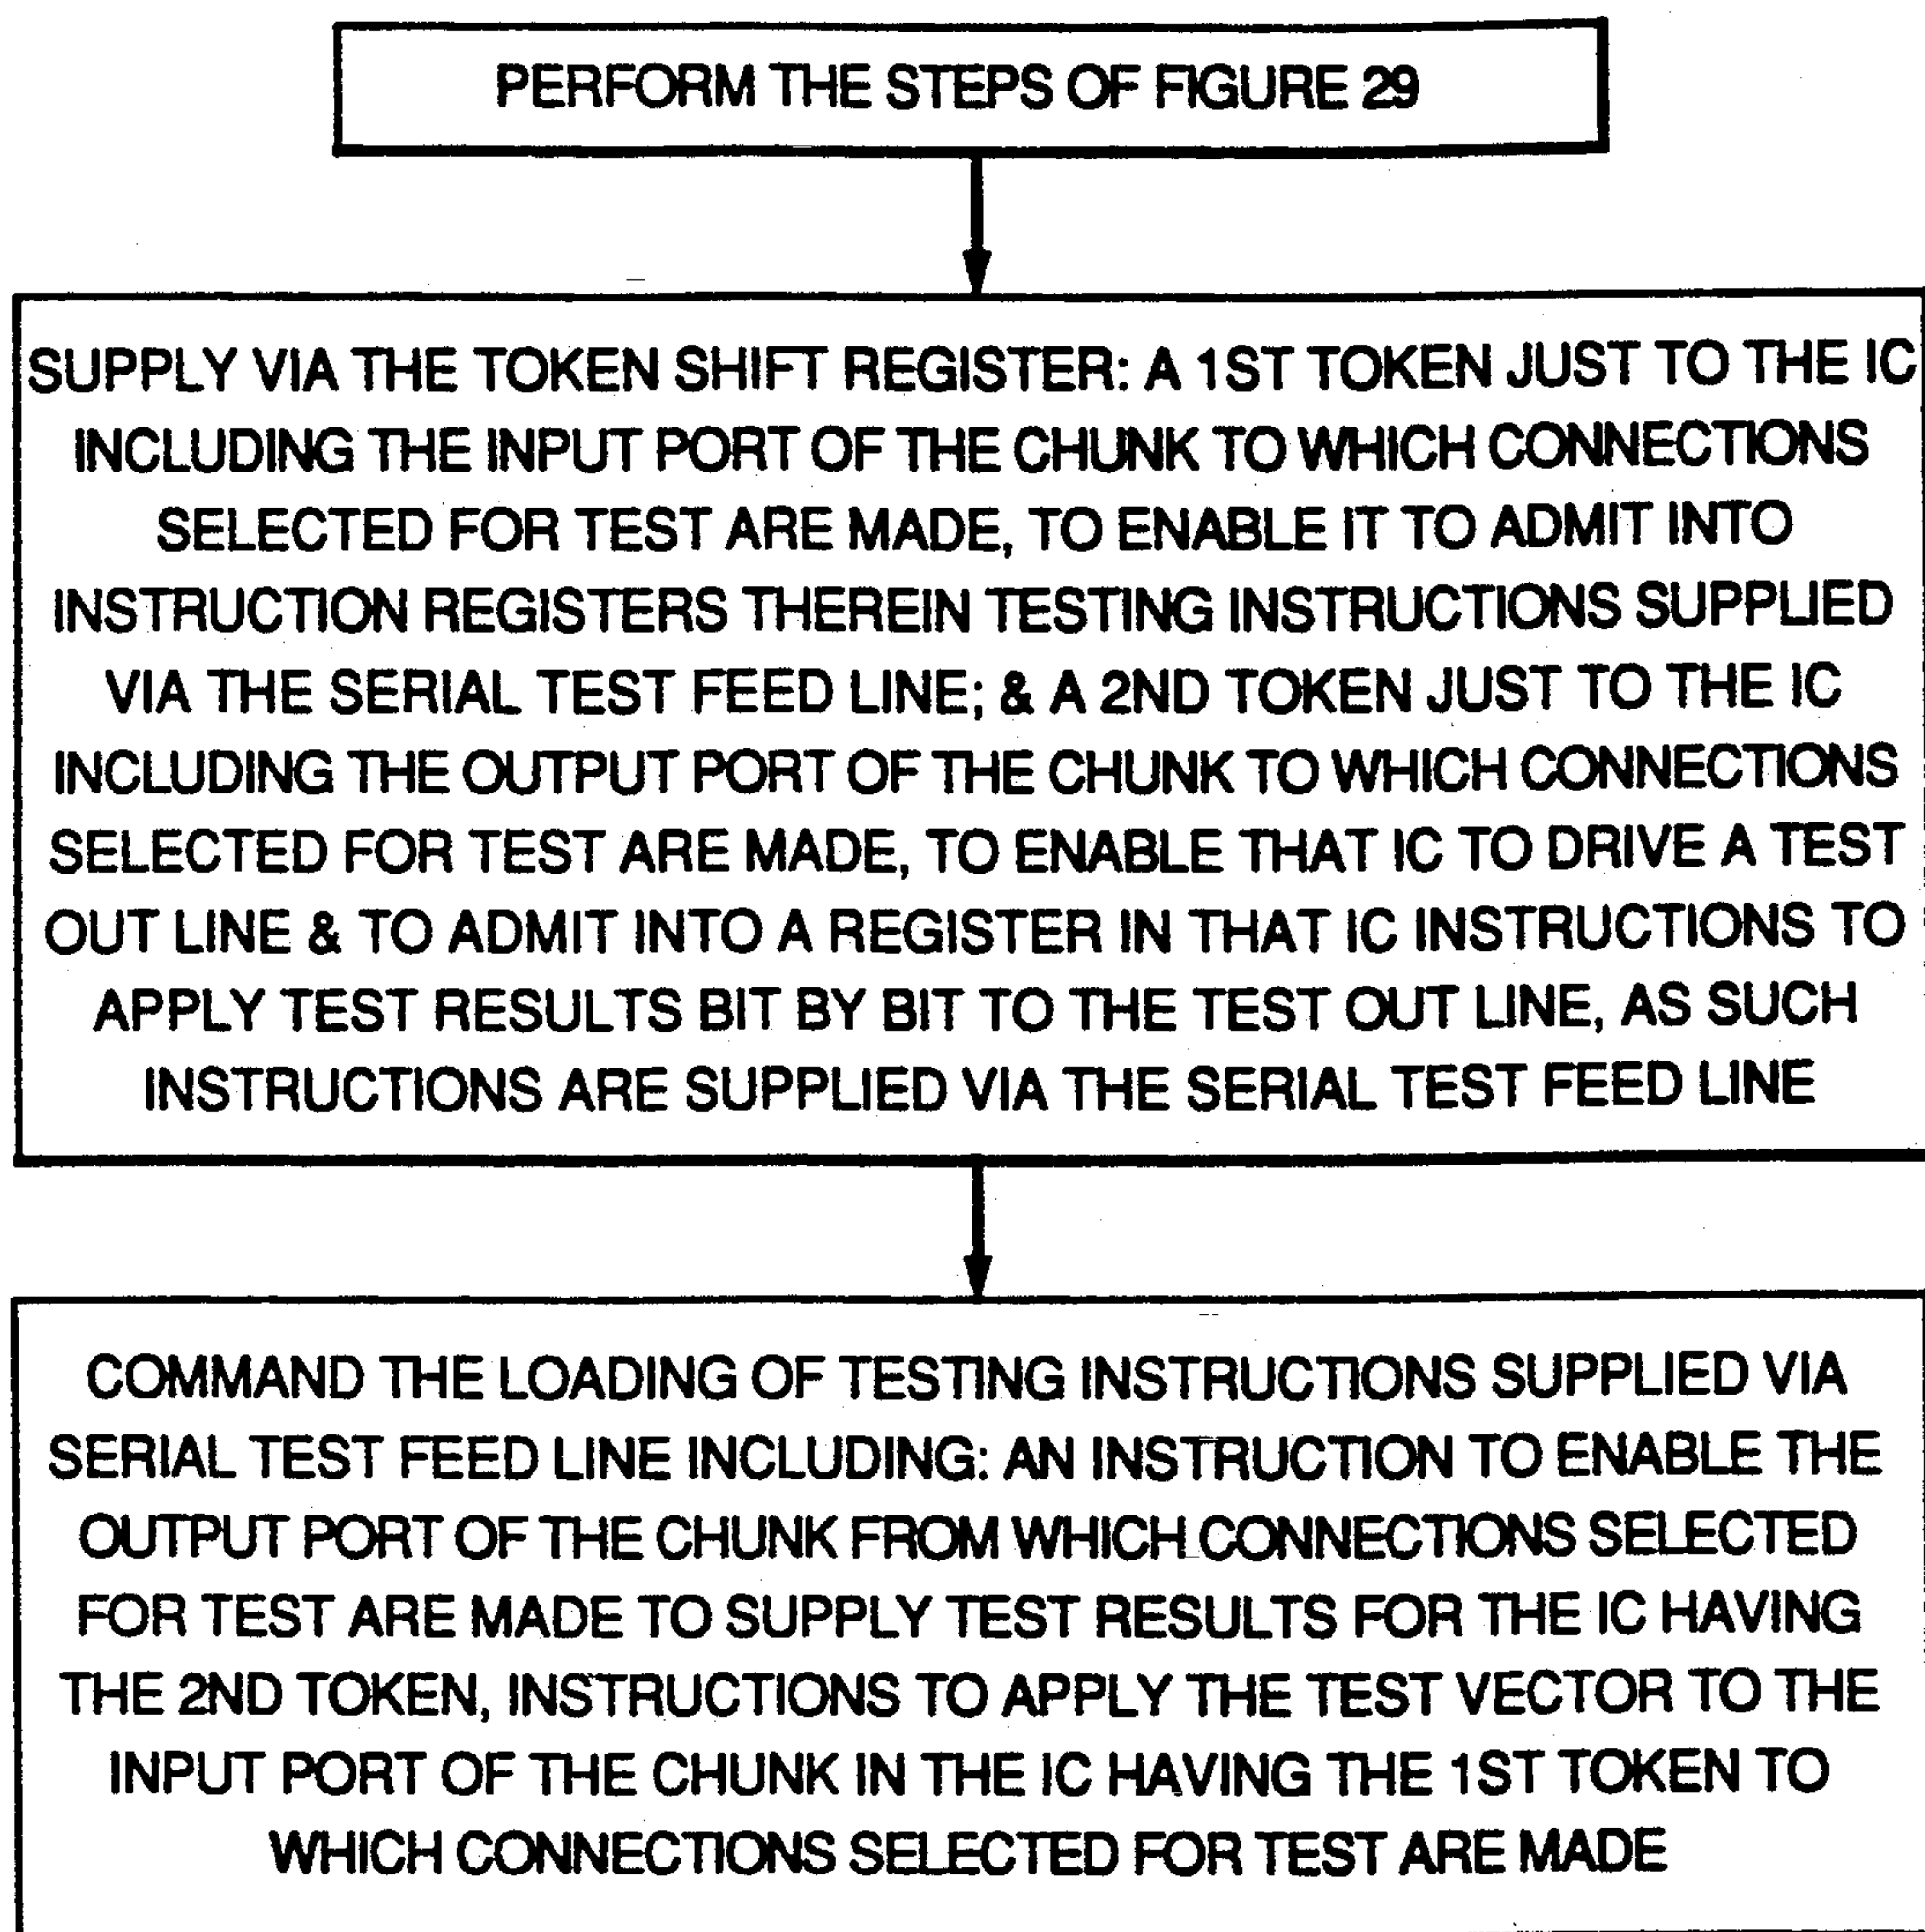 PERFORM THE STEPS OF FIGURE 29
SUPPLY VIA THE TOKEN SHIFT REGISTER: A 1ST TOKEN JUST TO THE IC
INCLUDING THE INPUT PORT OF THE CHUNK TO WHICH CONNECTIONS
SELECTED FOR TEST ARE MADE, TO ENABLE IT TO ADMIT INTO
INSTRUCTION REGISTERS THEREIN TESTING INSTRUCTIONS SUPPLIED
VIA THE SERIAL TEST FEED LINE; & A 2ND TOKEN JUST TO THE IC
INCLUDING THE OUTPUT PORT OF THE CHUNK TO WHICH CONNECTIONS
SELECTED FOR TEST ARE MADE, TO ENABLE THAT IC TO DRIVE A TEST
OUT LINE & TO ADMIT INTO A REGISTER IN THAT IC INSTRUCTIONS TO
APPLY TEST RESULTS BIT BY BIT TO THE TEST OUT LINE, AS SUCH
INSTRUCTIONS ARE SUPPLIED VIA THE SERIAL TEST FEED LINE
COMMAND THE LOADING OF TESTING INSTRUCTIONS SUPPLIED VIA
SERIAL TEST FEED LINE INCLUDING: AN INSTRUCTION TO ENABLE THE
OUTPUT PORT OF THE CHUNK FROM WHICH CONNECTIONS SELECTED
FOR TEST ARE MADE TO SUPPLY TEST RESULTS FOR THE IC HAVING
THE 2ND TOKEN, INSTRUCTIONS TO APPLY THE TEST VECTOR TO THE
INPUT PORT OF THE CHUNK IN THE IC HAVING THE 1ST TOKEN TO
WHICH CONNECTIONS SELECTED FOR TEST ARE MADE